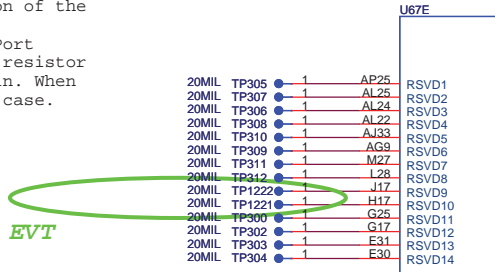 on of the
Port
resistor
n. When
case.
U67E
20MIL TP305 1 AP25 RSVD1
20MIL TP307 1 AL25 RSVD2
20MIL TP306 1 AL24 RSVD3
20MIL TP308 1 AL22 RSVD4
20MIL TP310 1 AJ33 RSVD5
20MIL TP309 1 AG9 RSVD6
20MIL TP311 1 M27 RSVD7
20MIL TP312 1 L28 RSVD8
20MIL TP1222 1 J17 RSVD9
20MIL TP1221 1 H17 RSVD10
20MIL TP300 1 G25 RSVD11
20MIL TP302 1 G17 RSVD12
20MIL TP303 1 E31 RSVD13
20MIL TP304 1 E30 RSVD14
EVT